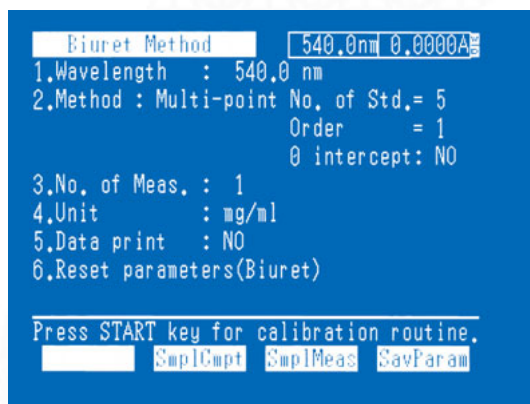 Biuret Method 540.0nm 0.0000A
1.Wavelength : 540.0 nm
2.Method : Multi-point No. of Std.= 5
Order = 1
0 intercept: NO
3.No. of Meas. : 1
4.Unit : mg/ml
5.Data print : NO
6.Reset parameters(Biuret)
Press START key for calibration routine.
SmplCmpt SmplMeas SavParam